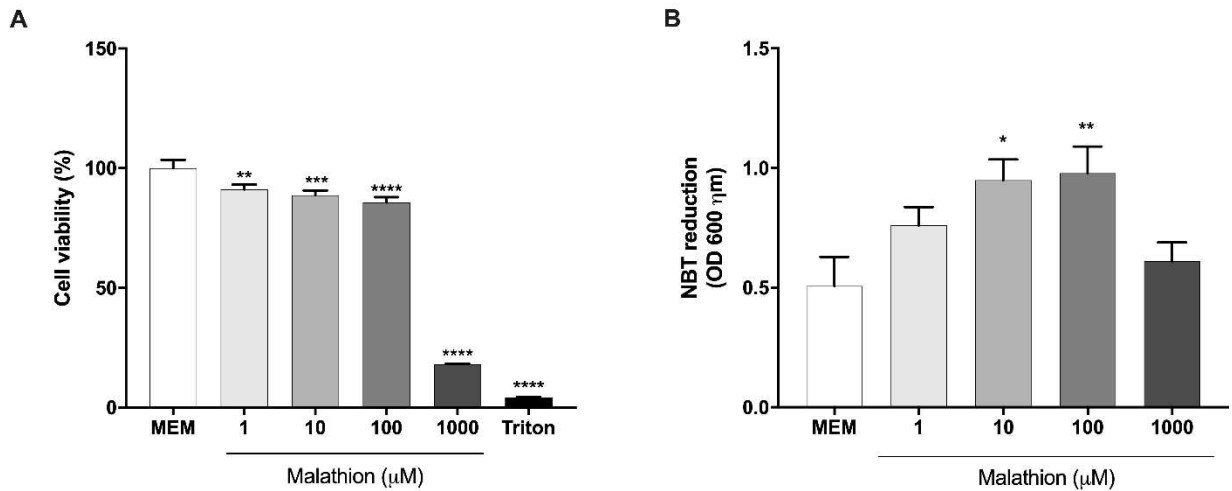 A
Cell viability (%)
150
100
50
0
**
***
****
****
****
MEM 1 10 100 1000 Triton
Malathion (μM)
B
NBT reduction
(OD 600 ηm)
1.5
1.0
0.5
0.0
*
**
MEM 1 10 100 1000
Malathion (μM)